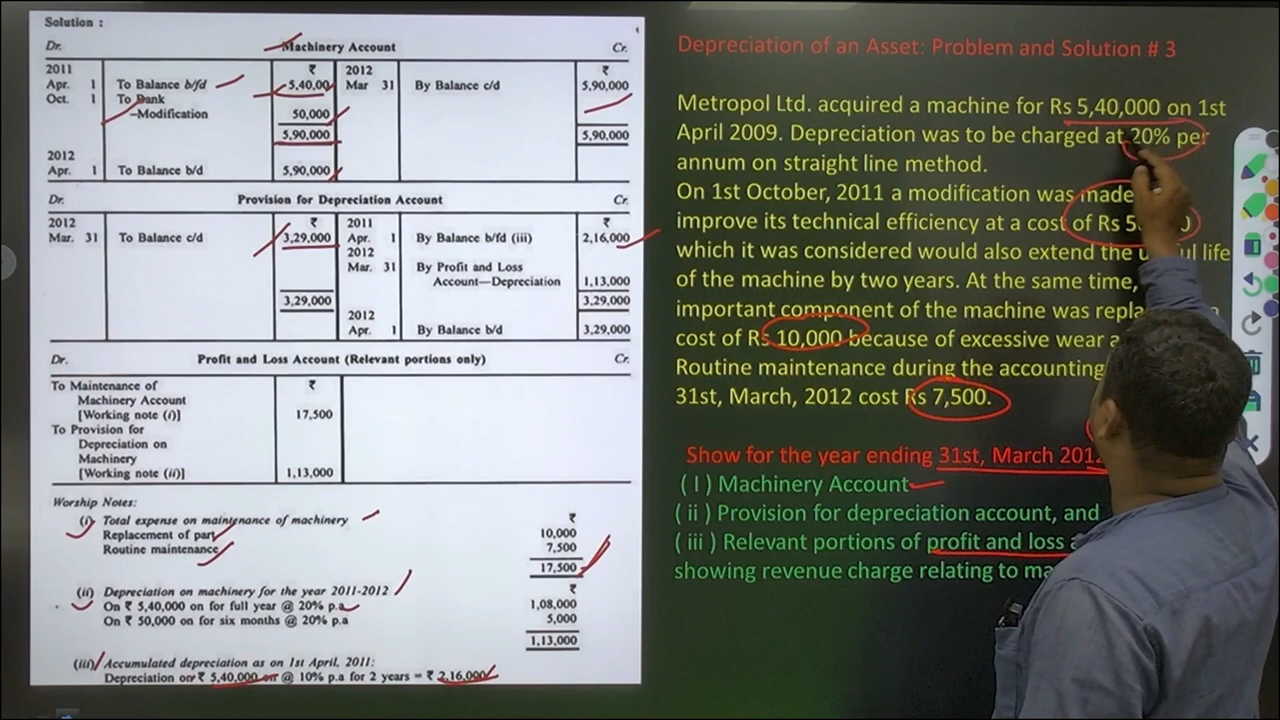 Solution :
Dr. Machinery Account Cr.
2011 ₹ 2012 ₹
Apr. 1 To Balance b/fd 5,40,00 Mar 31 By Balance c/d 5,90,000
Oct. 1 To Bank
—Modification 50,000
5,90,000 5,90,000
2012
Apr. 1 To Balance b/d 5,90,000
Dr. Provision for Depreciation Account Cr.
2012 ₹ 2011 ₹
Mar. 31 To Balance c/d 3,29,000 Apr. 1 By Balance b/fd (iii) 2,16,000
2012
Mar. 31 By Profit and Loss
Account—Depreciation 1,13,000
3,29,000 3,29,000
2012
Apr. 1 By Balance b/d 3,29,000
Dr. Profit and Loss Account (Relevant portions only) Cr.
To Maintenance of ₹
Machinery Account
[Working note (i)] 17,500
To Provision for
Depreciation on
Machinery
[Working note (ii)] 1,13,000
Worship Notes:
(i) Total expense on maintenance of machinery ₹
Replacement of part 10,000
Routine maintenance 7,500
17,500
(ii) Depreciation on machinery for the year 2011-2012 ₹
On ₹ 5,40,000 on for full year @ 20% p.a 1,08,000
On ₹ 50,000 on for six months @ 20% p.a 5,000
1,13,000
(iii) Accumulated depreciation as on 1st April, 2011:
Depreciation on ₹ 5,40,000 on @ 10% p.a for 2 years = ₹ 2,16,000
Depreciation of an Asset: Problem and Solution # 3
Metropol Ltd. acquired a machine for Rs 5,40,000 on 1st
April 2009. Depreciation was to be charged at 20% per
annum on straight line method.
On 1st October, 2011 a modification was made
improve its technical efficiency at a cost of Rs
which it was considered would also extend the life
of the machine by two years. At the same time,
important component of the machine was
cost of Rs 10,000 because of excessive wear
Routine maintenance during the accounting
31st, March, 2012 cost Rs 7,500.
Show for the year ending 31st, March 2012
( I ) Machinery Account
( ii ) Provision for depreciation account, and
( iii ) Relevant portions of profit and loss
showing revenue charge relating to